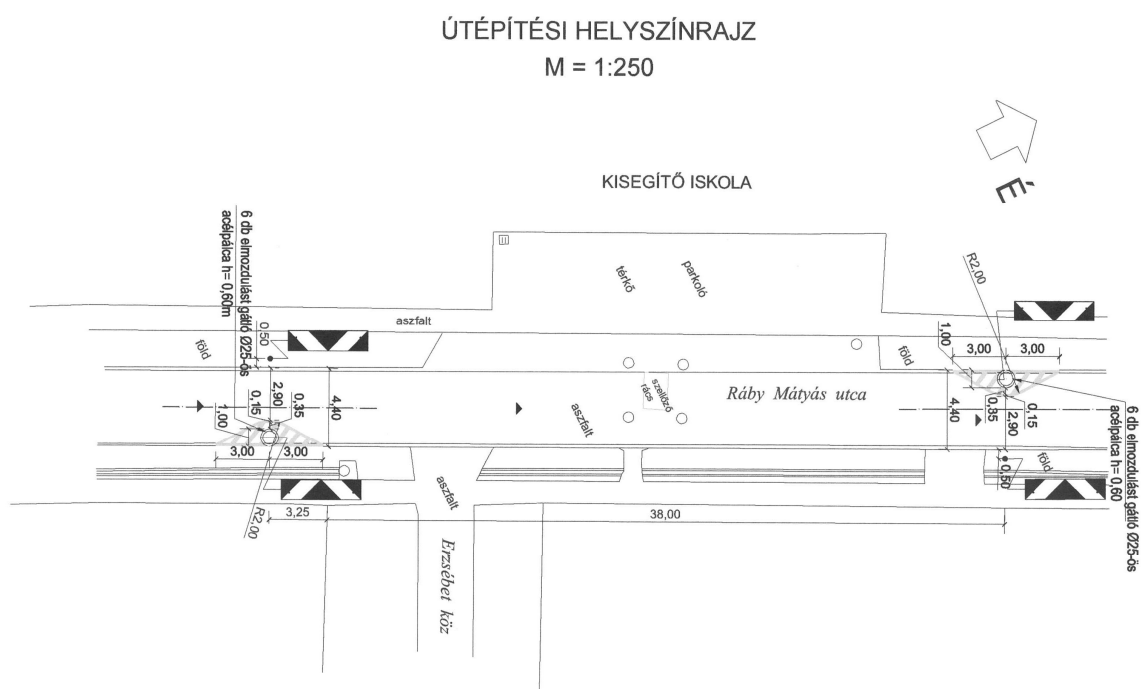 ÚTÉPÍTÉSI HELYSZÍNRAJZ
M = 1:250
É
KISEGÍTŐ ISKOLA
6 db elmozdulást gátló Ø25-ös
acélpálca h= 0,60m
térkő
parkoló
R2,00
aszfalt
0,50
föld
föld
1,00
3,00
3,00
szellőző
rács
Ráby Mátyás utca
aszfalt
2,90
4,40
0,35
0,15
1,00
4,40
0,35
2,90
0,15
6 db elmozdulást gátló Ø25-ös
acélpálca h= 0,60
3,00
3,00
föld
0,50
aszfalt
R2,00
3,25
38,00
Erzsébet köz